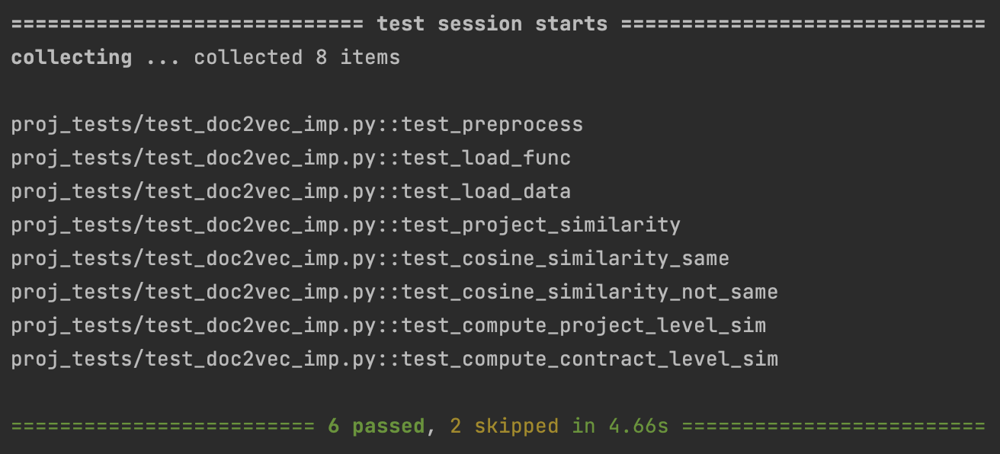 ============================= test session starts ==============================
collecting ... collected 8 items
proj_tests/test_doc2vec_imp.py::test_preprocess
proj_tests/test_doc2vec_imp.py::test_load_func
proj_tests/test_doc2vec_imp.py::test_load_data
proj_tests/test_doc2vec_imp.py::test_project_similarity
proj_tests/test_doc2vec_imp.py::test_cosine_similarity_same
proj_tests/test_doc2vec_imp.py::test_cosine_similarity_not_same
proj_tests/test_doc2vec_imp.py::test_compute_project_level_sim
proj_tests/test_doc2vec_imp.py::test_compute_contract_level_sim
========================= 6 passed, 2 skipped in 4.66s =========================